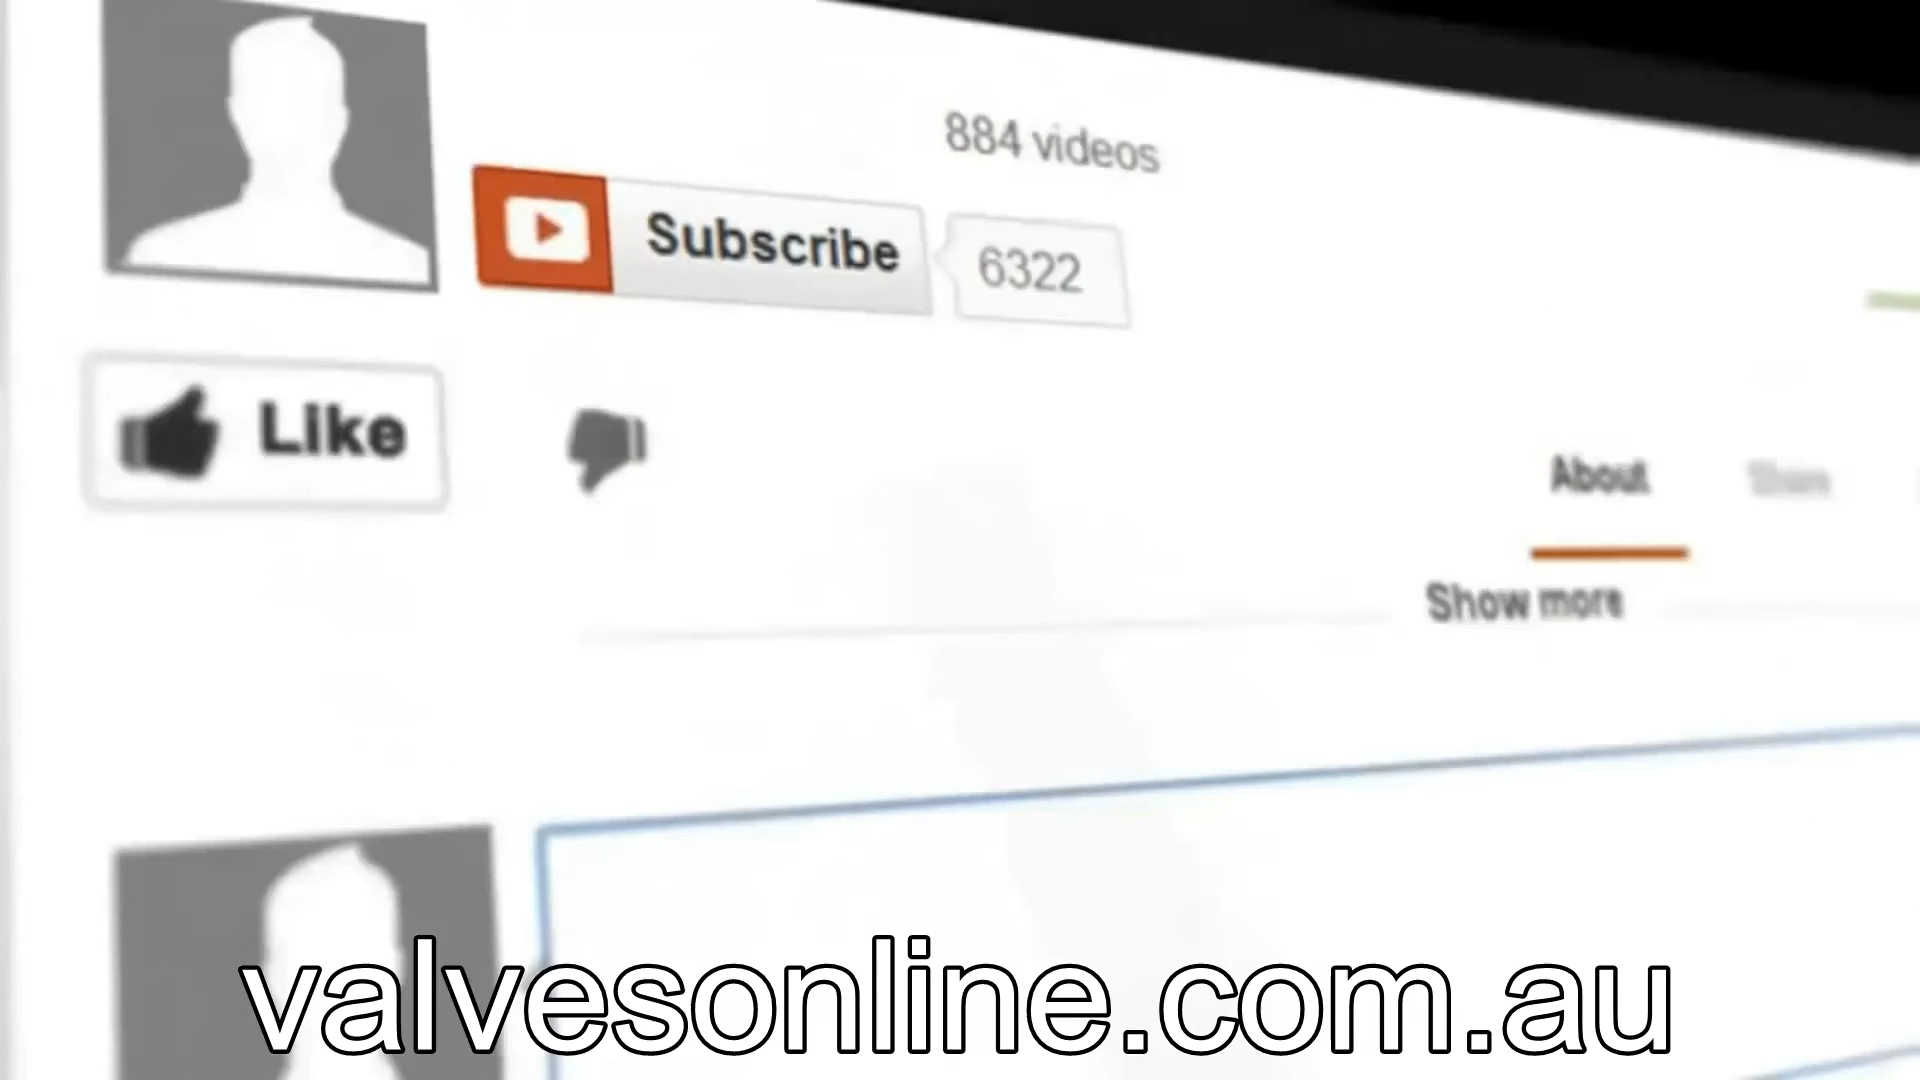 884 videos
Subscribe
6322
Like
About
Show more
valvesonline.com.au